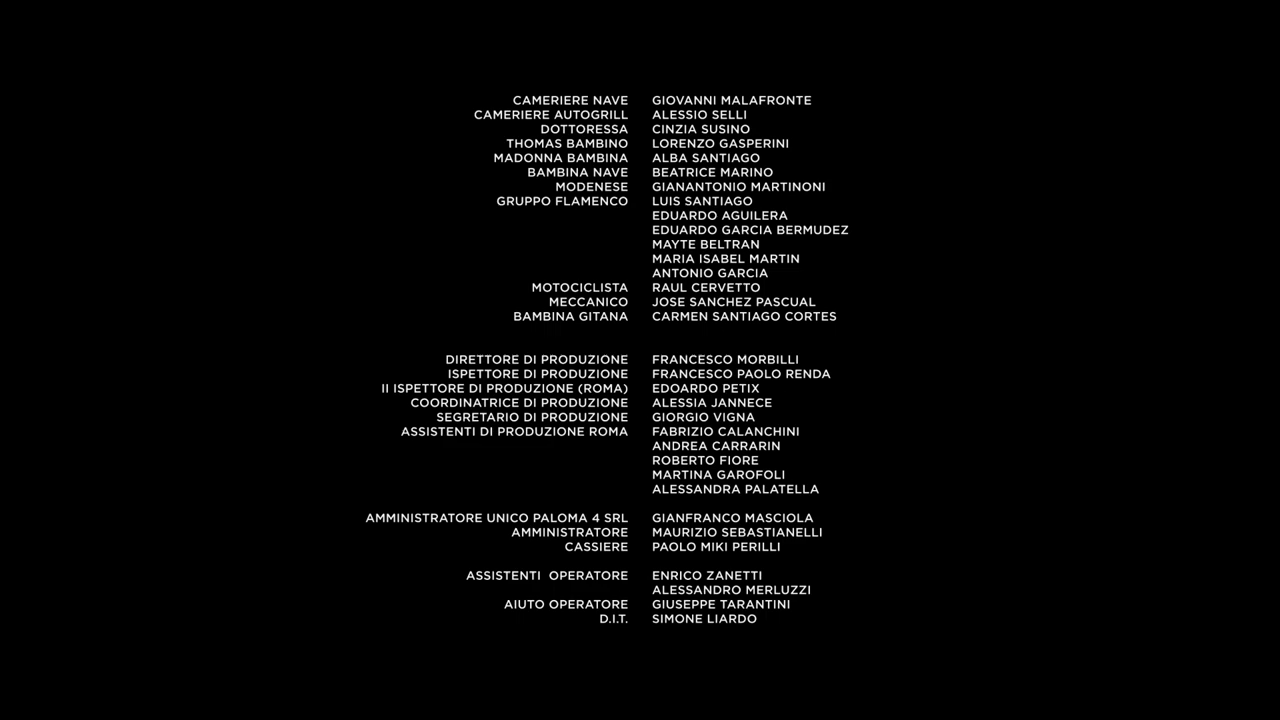 CAMERIERE NAVE GIOVANNI MALAFRONTE
CAMERIERE AUTOGRILL ALESSIO SELLI
DOTTORESSA CINZIA SUSINO
THOMAS BAMBINO LORENZO GASPERINI
MADONNA BAMBINA ALBA SANTIAGO
BAMBINA NAVE BEATRICE MARINO
MODENESE GIANANTONIO MARTINONI
GRUPPO FLAMENCO LUIS SANTIAGO
EDUARDO AGUILERA
EDUARDO GARCIA BERMUDEZ
MAYTE BELTRAN
MARIA ISABEL MARTIN
ANTONIO GARCIA
MOTOCICLISTA RAUL CERVETTO
MECCANICO JOSE SANCHEZ PASCUAL
BAMBINA GITANA CARMEN SANTIAGO CORTES
DIRETTORE DI PRODUZIONE FRANCESCO MORBILLI
ISPETTORE DI PRODUZIONE FRANCESCO PAOLO RENDA
II ISPETTORE DI PRODUZIONE (ROMA) EDOARDO PETIX
COORDINATRICE DI PRODUZIONE ALESSIA JANNECE
SEGRETARIO DI PRODUZIONE GIORGIO VIGNA
ASSISTENTI DI PRODUZIONE ROMA FABRIZIO CALANCHINI
ANDREA CARRARIN
ROBERTO FIORE
MARTINA GAROFOLI
ALESSANDRA PALATELLA
AMMINISTRATORE UNICO PALOMA 4 SRL GIANFRANCO MASCIOLA
AMMINISTRATORE MAURIZIO SEBASTIANELLI
CASSIERE PAOLO MIKI PERILLI
ASSISTENTI OPERATORE ENRICO ZANETTI
ALESSANDRO MERLUZZI
AIUTO OPERATORE GIUSEPPE TARANTINI
D.I.T. SIMONE LIARDO